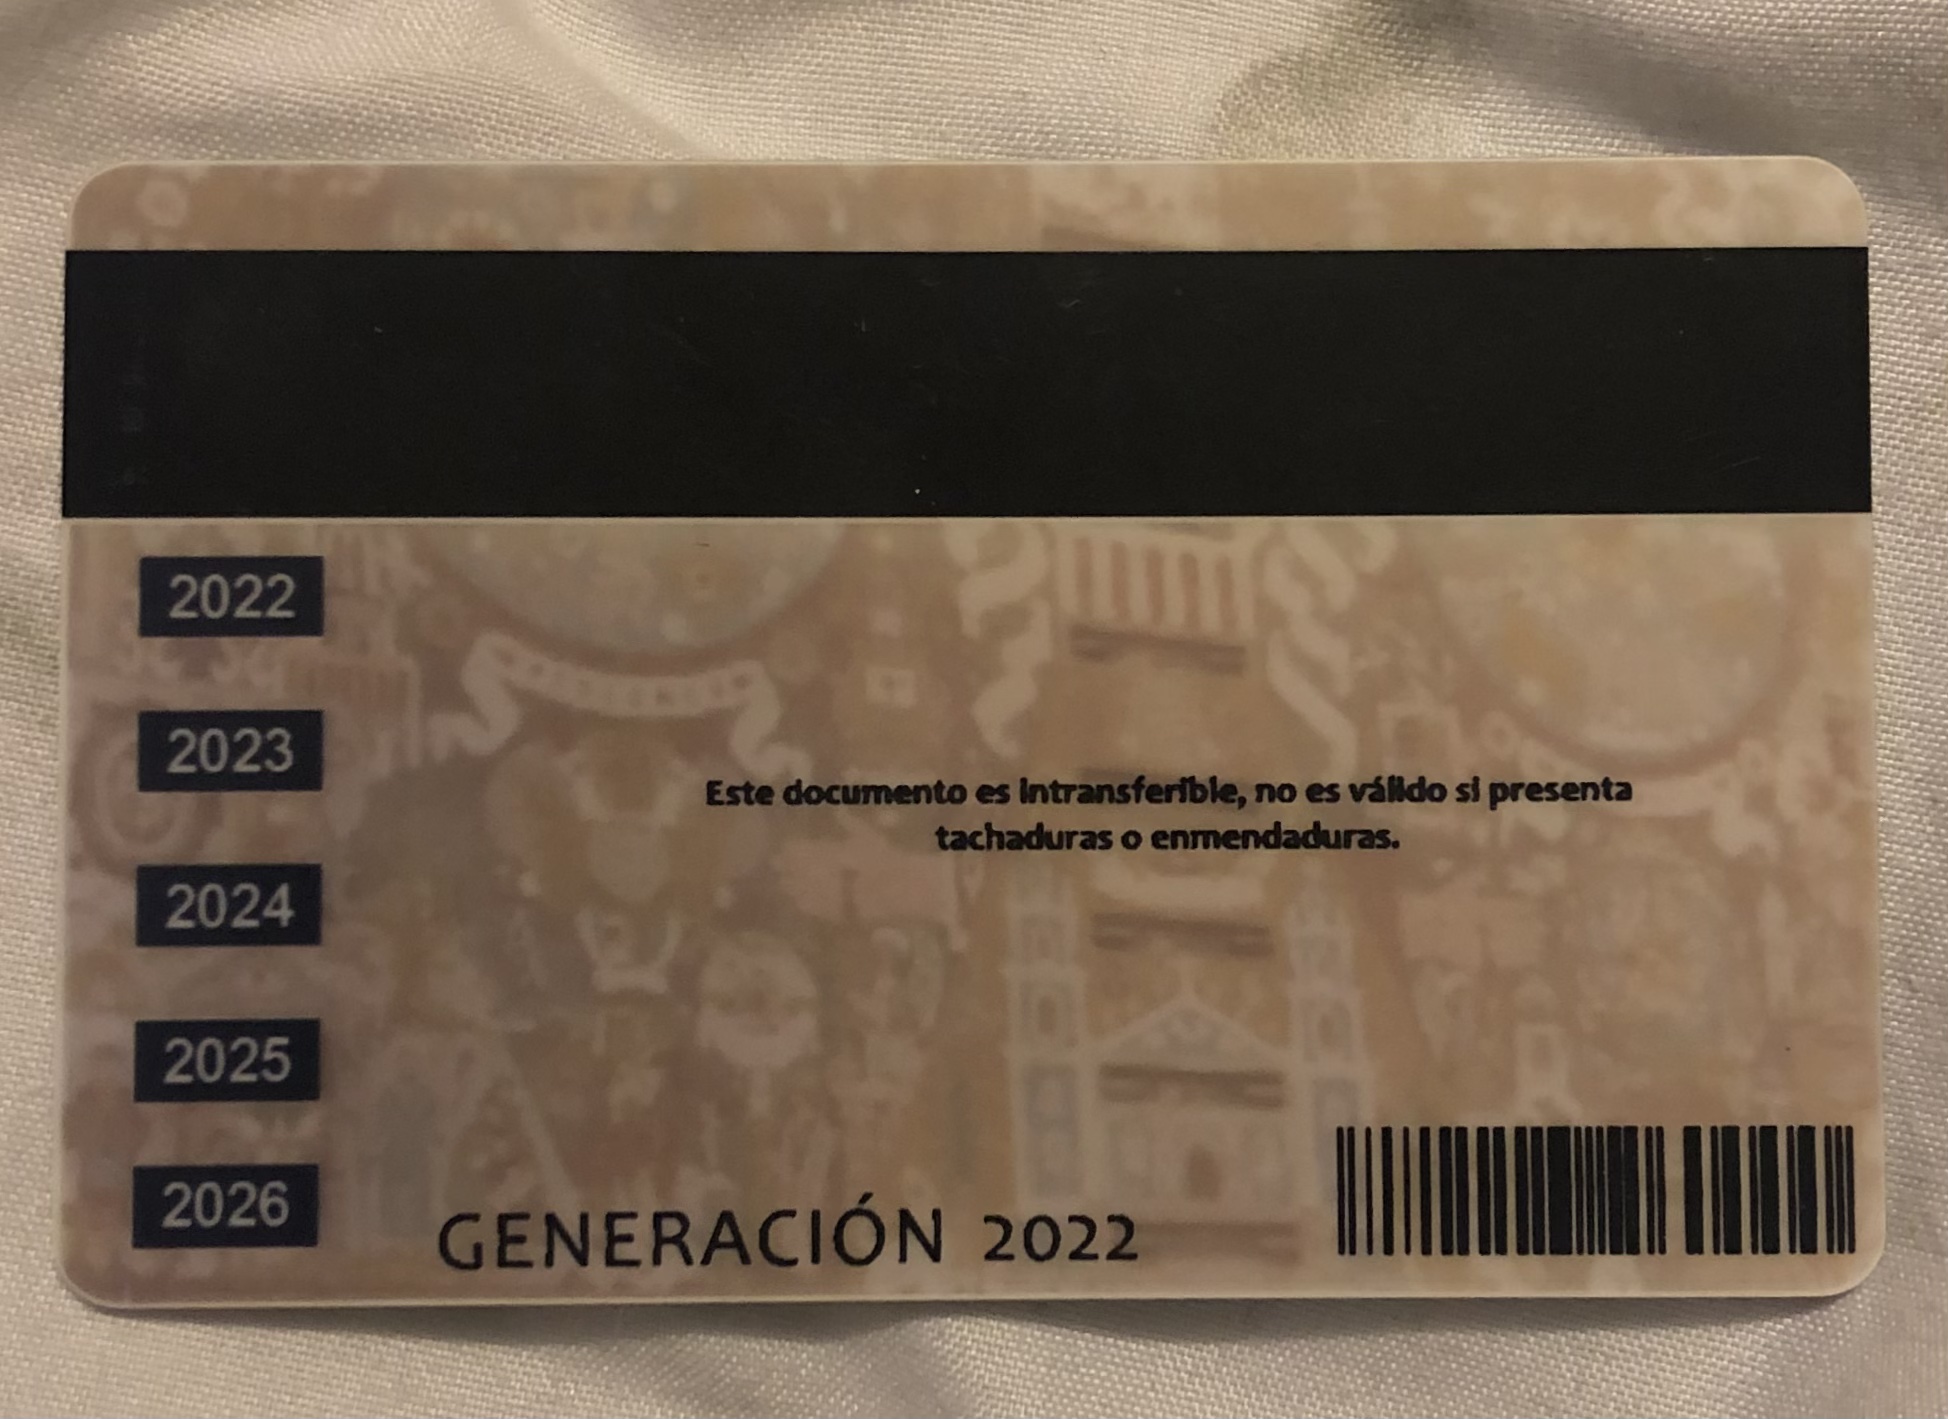 2022
2023
Este documento es intransferible, no es válido si presenta
tachaduras o enmendaduras.
2024
2025
2026
GENERACIÓN 2022